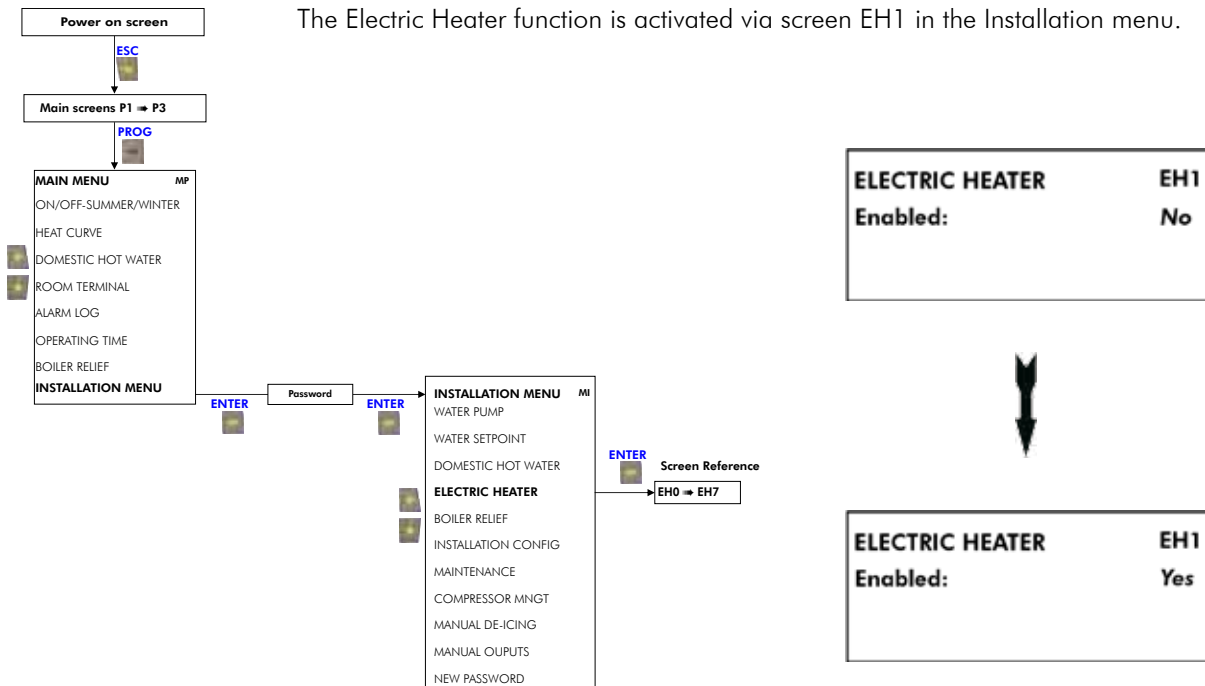 The Electric Heater function is activated via screen EH1 in the Installation menu.
Power on screen
ESC
Main screens P1 ➠ P3
PROG
MAIN MENU MP
ON/OFF-SUMMER/WINTER
HEAT CURVE
DOMESTIC HOT WATER
ROOM TERMINAL
ALARM LOG
OPERATING TIME
BOILER RELIEF
INSTALLATION MENU
ENTER
Password
ENTER
INSTALLATION MENU MI
WATER PUMP
WATER SETPOINT
DOMESTIC HOT WATER
ELECTRIC HEATER
BOILER RELIEF
INSTALLATION CONFIG
MAINTENANCE
COMPRESSOR MNGT
MANUAL DE-ICING
MANUAL OUPUTS
NEW PASSWORD
ENTER
Screen Reference
EH0 ➠ EH7
ELECTRIC HEATER EH1
Enabled: No
ELECTRIC HEATER EH1
Enabled: Yes